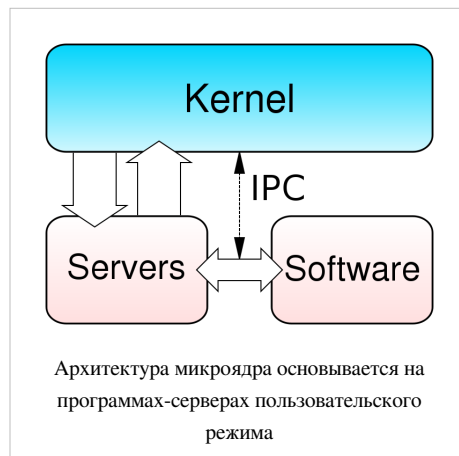 Kernel
IPC
Servers
Software
Архитектура микроядра основывается на
программах-серверах пользовательского
режима